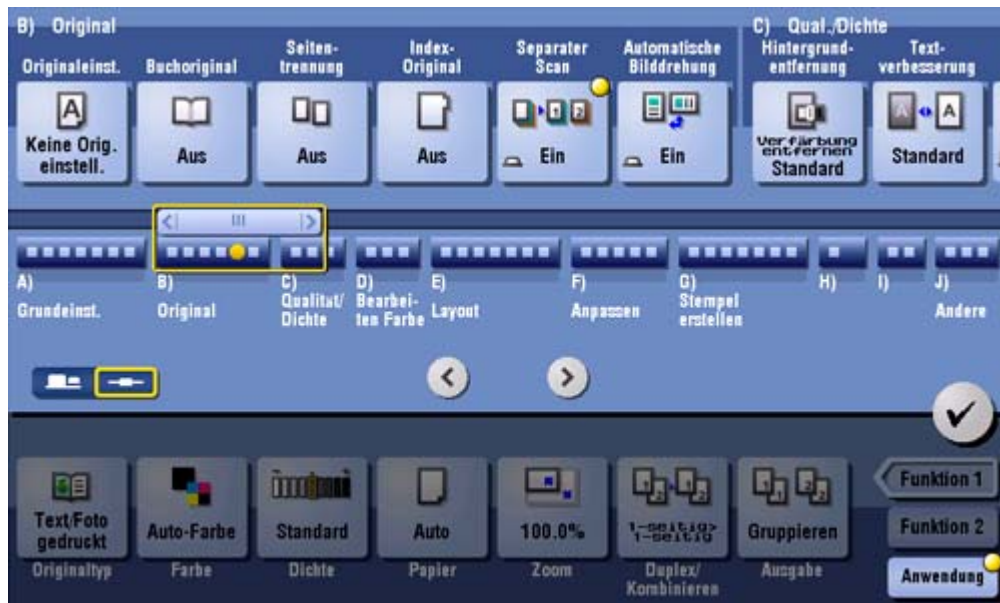 B) Original
C) Qual./Dichte
Originaleinst.
Buchoriginal
Seiten-
trennung
Index-
Original
Separater
Scan
Automatische
Bilddrehung
Hintergrund-
entfernung
Text-
verbesserung
Keine Orig.
einstell.
Aus
Aus
Aus
Ein
Ein
Verfärbung
entfernen
Standard
Standard
A)
Grundeinst.
B)
Original
C)
Qualität/
Dichte
D)
Bearbei-
ten Farbe
E)
Layout
F)
Anpassen
G)
Stempel
erstellen
H)
I)
J)
Andere
Text/Foto
gedruckt
Auto-Farbe
Standard
Auto
100.0%
1-seitig>
1-seitig
Gruppieren
Originaltyp
Farbe
Dichte
Papier
Zoom
Duplex/
Kombinieren
Ausgabe
Funktion 1
Funktion 2
Anwendung